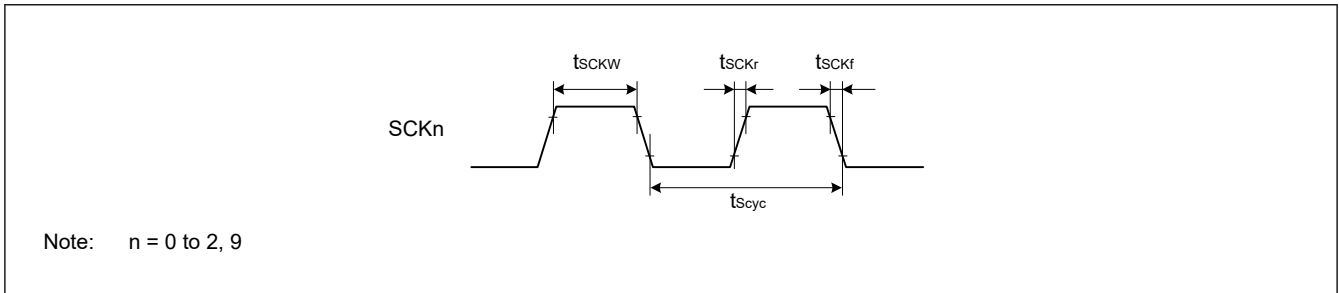 tSCKW tSCKr tSCKf
SCKn
tScyc
Note: n = 0 to 2, 9